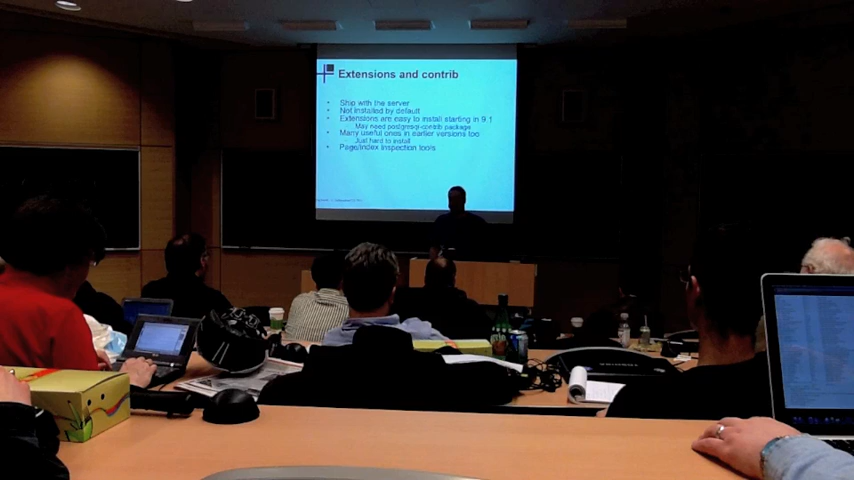 Extensions and contrib
• Ship with the server
• Not installed by default
• Extensions are easy to install starting in 9.1
May need postgresql-contrib package
• Many useful ones in earlier versions too
Just hard to install
• Page/Index inspection tools